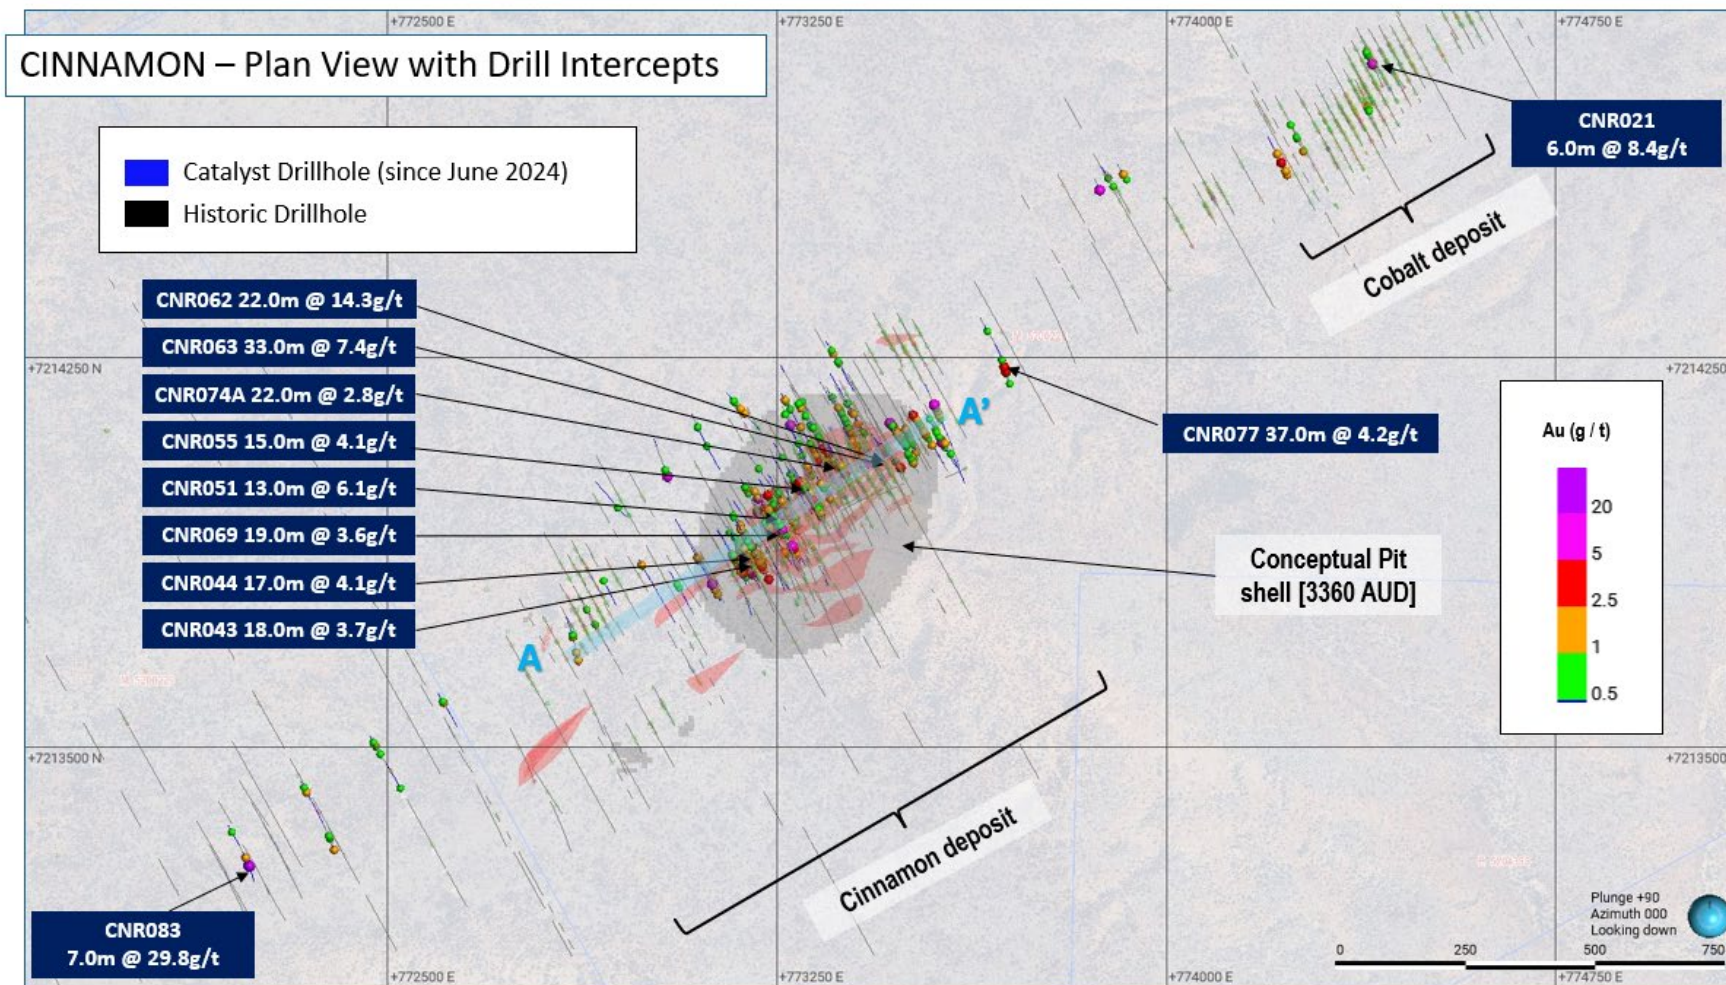 +772500 E
+773250 E
+774000 E
+774750 E
CINNAMON – Plan View with Drill Intercepts
Catalyst Drillhole (since June 2024)
Historic Drillhole
CNR021
6.0m @ 8.4g/t
Cobalt deposit
CNR062 22.0m @ 14.3g/t
CNR063 33.0m @ 7.4g/t
CNR074A 22.0m @ 2.8g/t
CNR055 15.0m @ 4.1g/t
CNR051 13.0m @ 6.1g/t
CNR069 19.0m @ 3.6g/t
CNR044 17.0m @ 4.1g/t
CNR043 18.0m @ 3.7g/t
+7214250 N
+7214250
A’
CNR077 37.0m @ 4.2g/t
Au (g / t)
20
5
2.5
1
0.5
Conceptual Pit
shell [3360 AUD]
A
+7213500 N
+7213500
Cinnamon deposit
CNR083
7.0m @ 29.8g/t
Plunge +90
Azimuth 000
Looking down
0
250
500
750
+772500 E
+773250 E
+774000 E
+774750 E